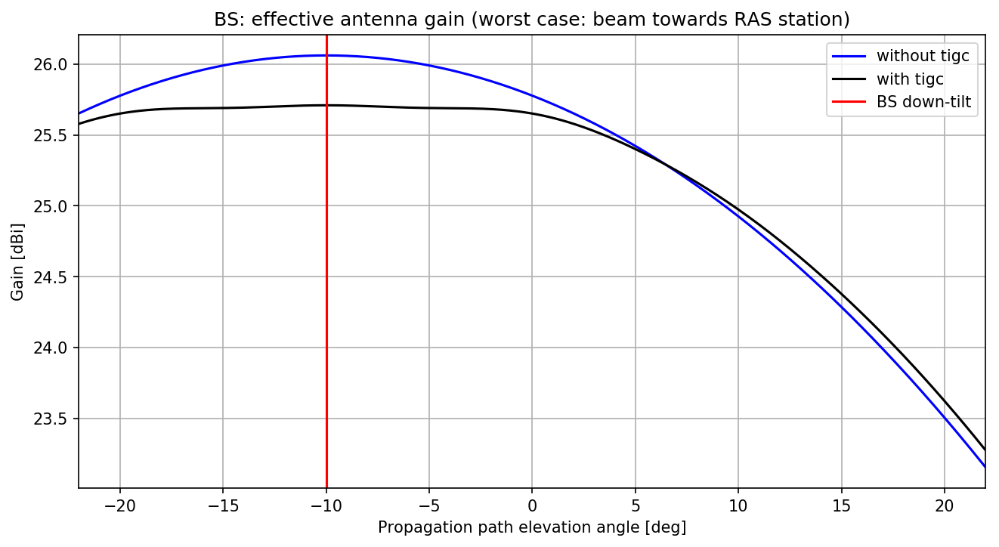 BS: effective antenna gain (worst case: beam towards RAS station)
without tigc
with tigc
BS down-tilt
Gain [dBi]
26.0
25.5
25.0
24.5
24.0
23.5
−20 −15 −10 −5 0 5 10 15 20
Propagation path elevation angle [deg]